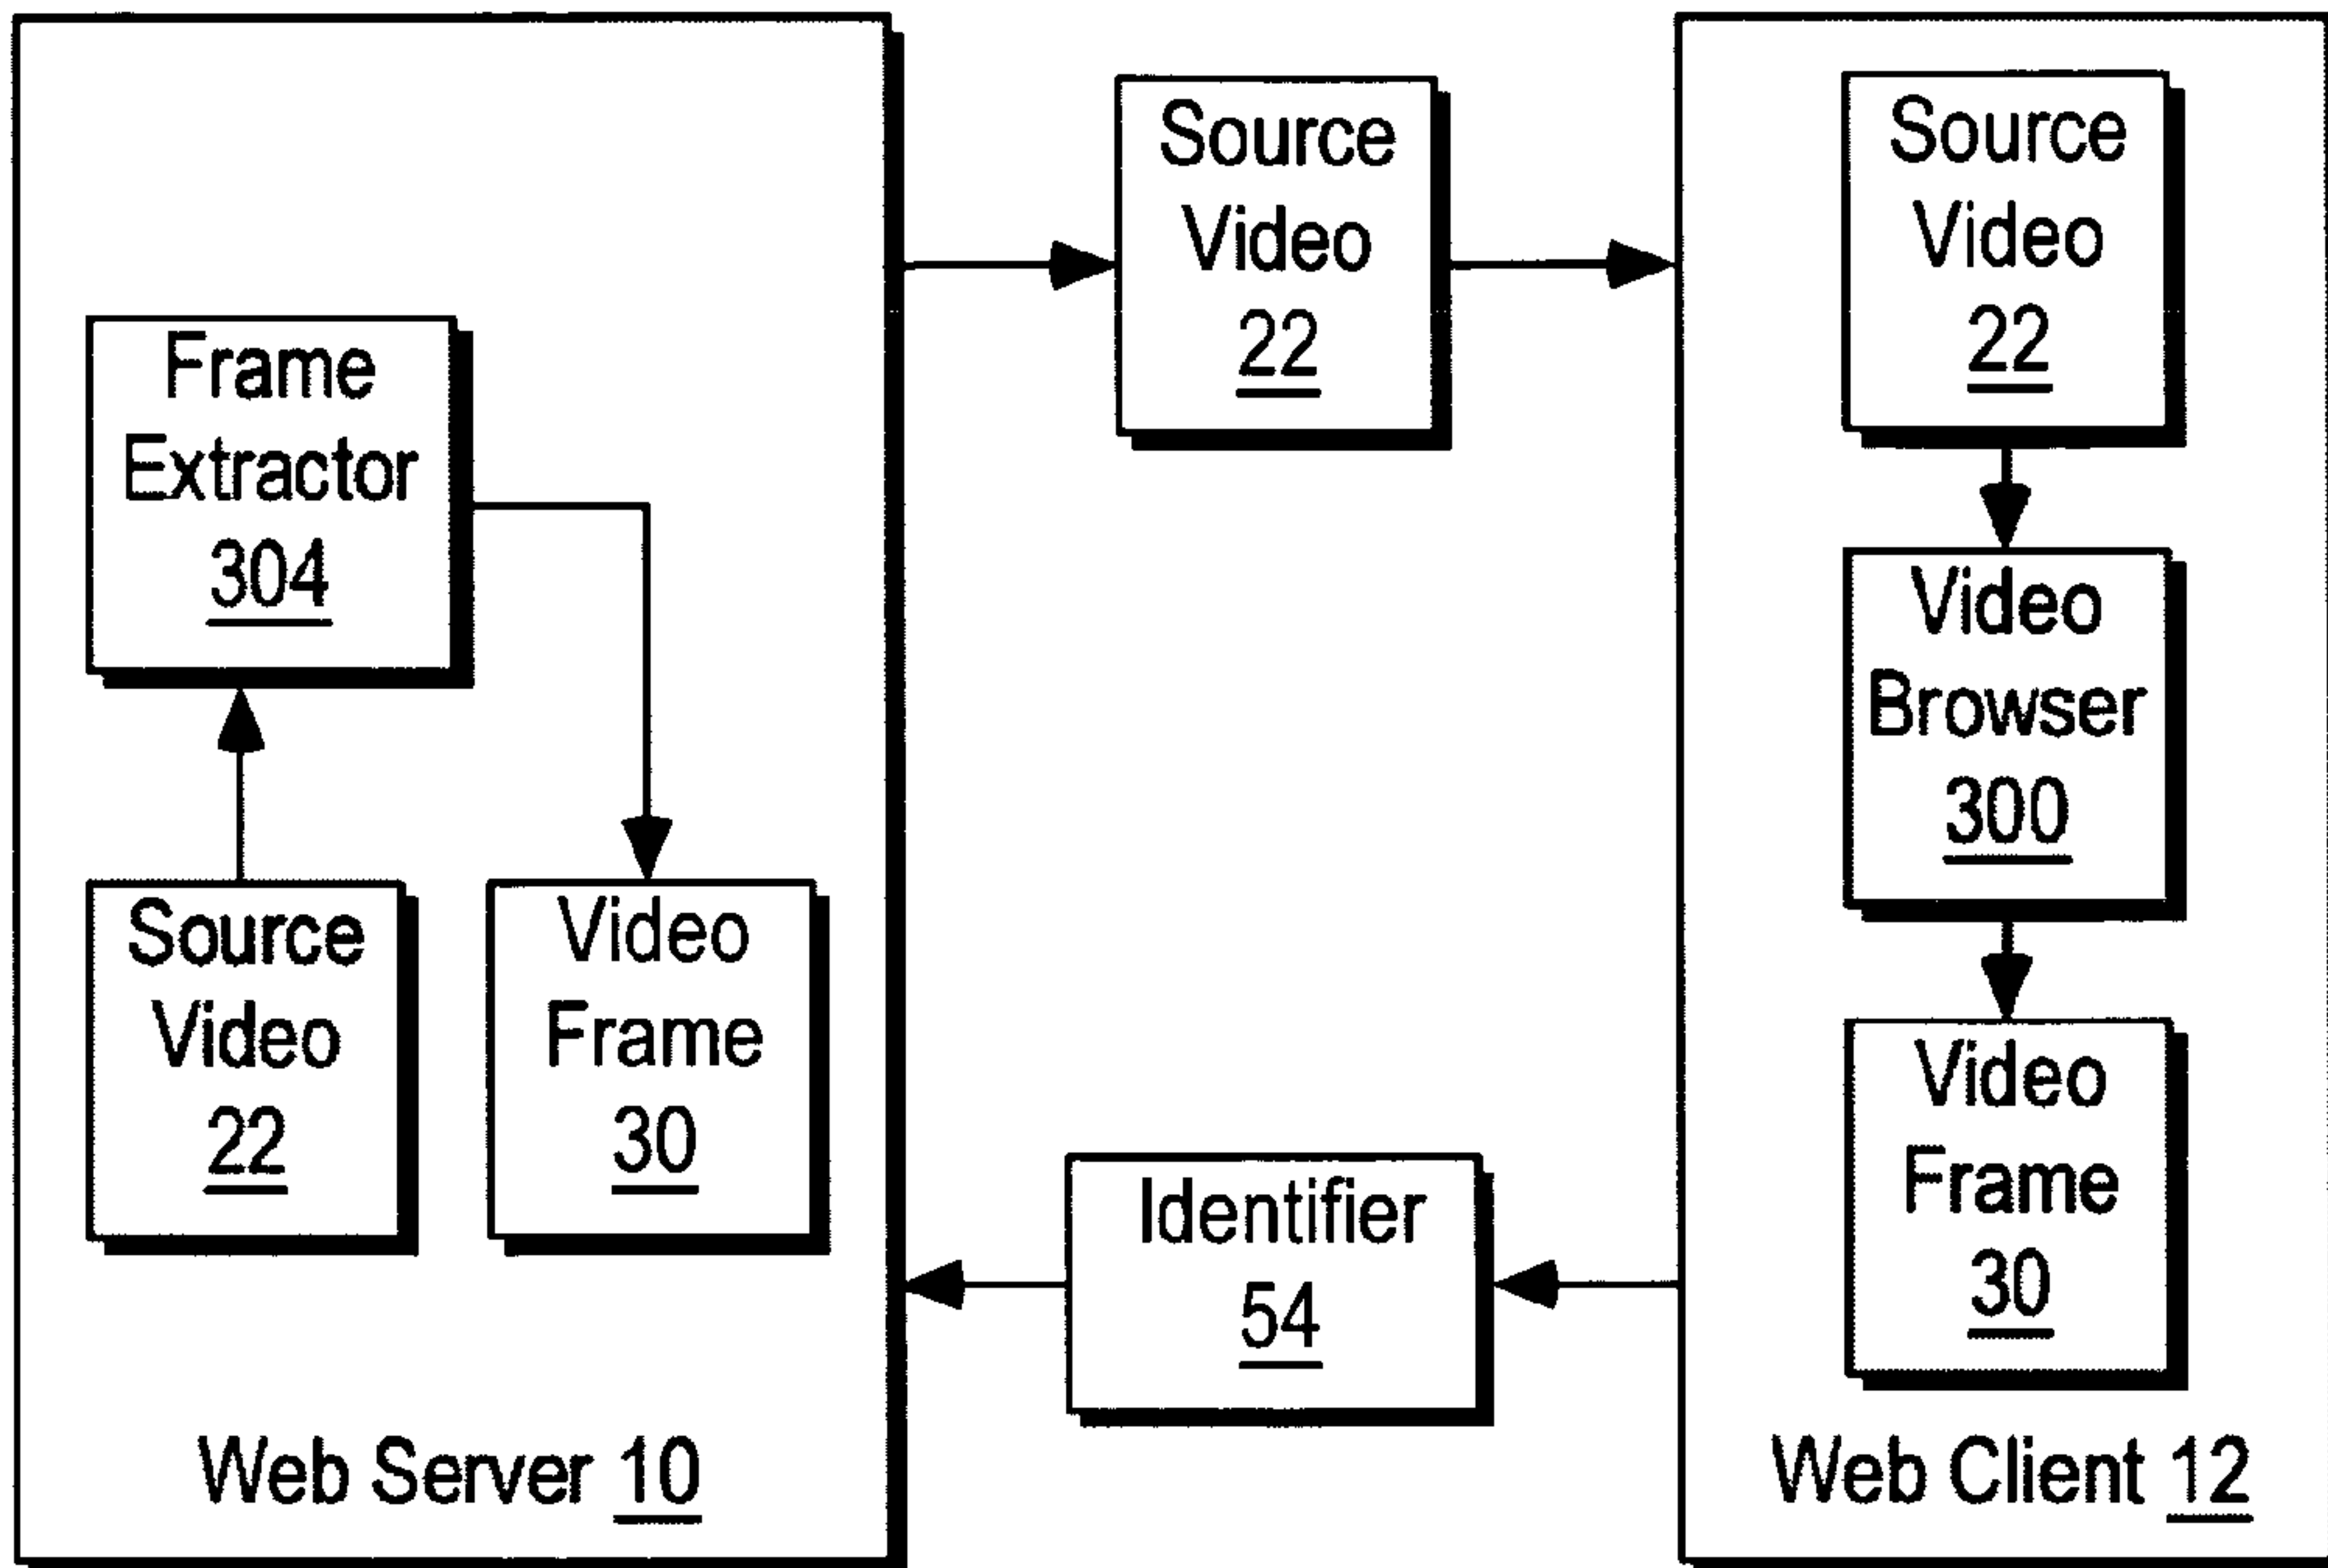 Frame
Extractor
304
Source
Video
22
Video
Frame
30
Web Server 10
Source
Video
22
Identifier
54
Source
Video
22
Video
Browser
300
Video
Frame
30
Web Client 12